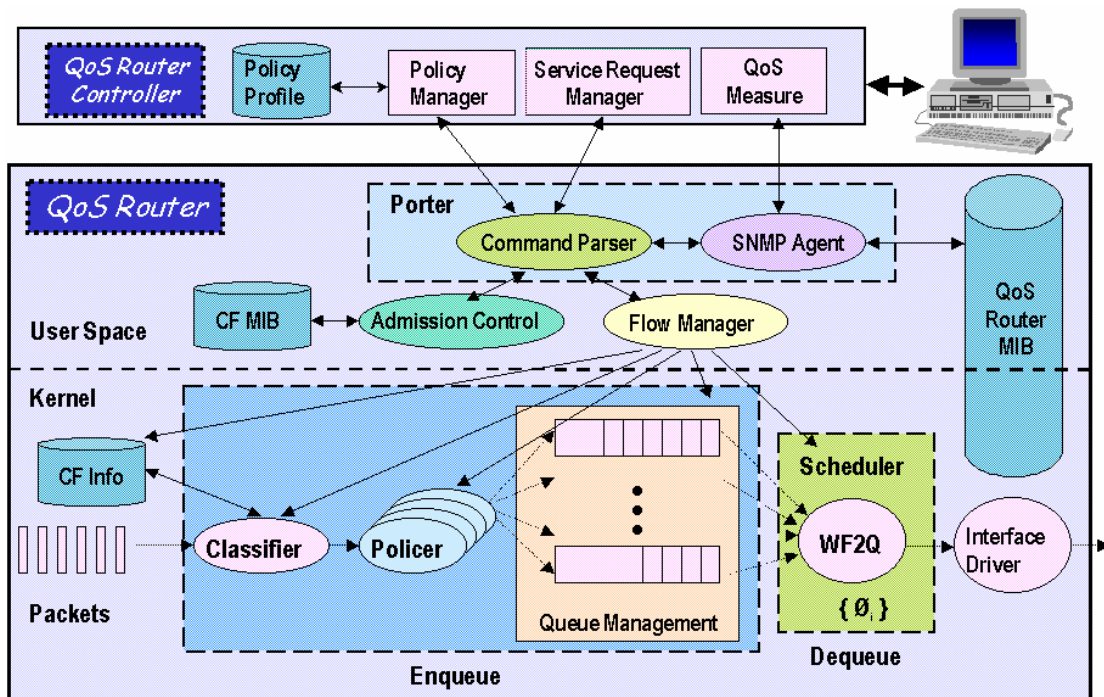 QoS Router
Controller
Policy
Profile
Policy
Manager
Service Request
Manager
QoS
Measure
QoS Router
Porter
Command Parser
SNMP Agent
CF MIB
Admission Control
Flow Manager
QoS
Router
MIB
User Space
Kernel
CF Info
Classifier
Policer
Scheduler
WF2Q
Interface
Driver
{ Ø i }
Packets
Queue Management
Enqueue
Dequeue